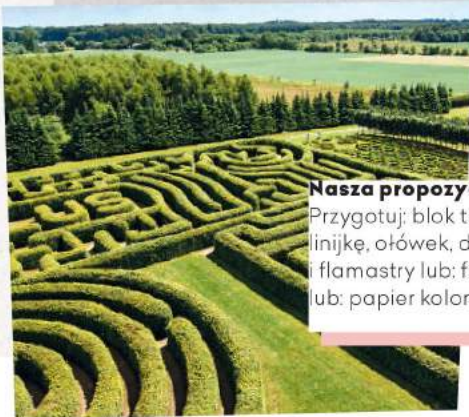 Nasza propozy
Przygotuj: blok t
linijkę, ołówek, d
i flamastry lub: f
lub: papier kolor